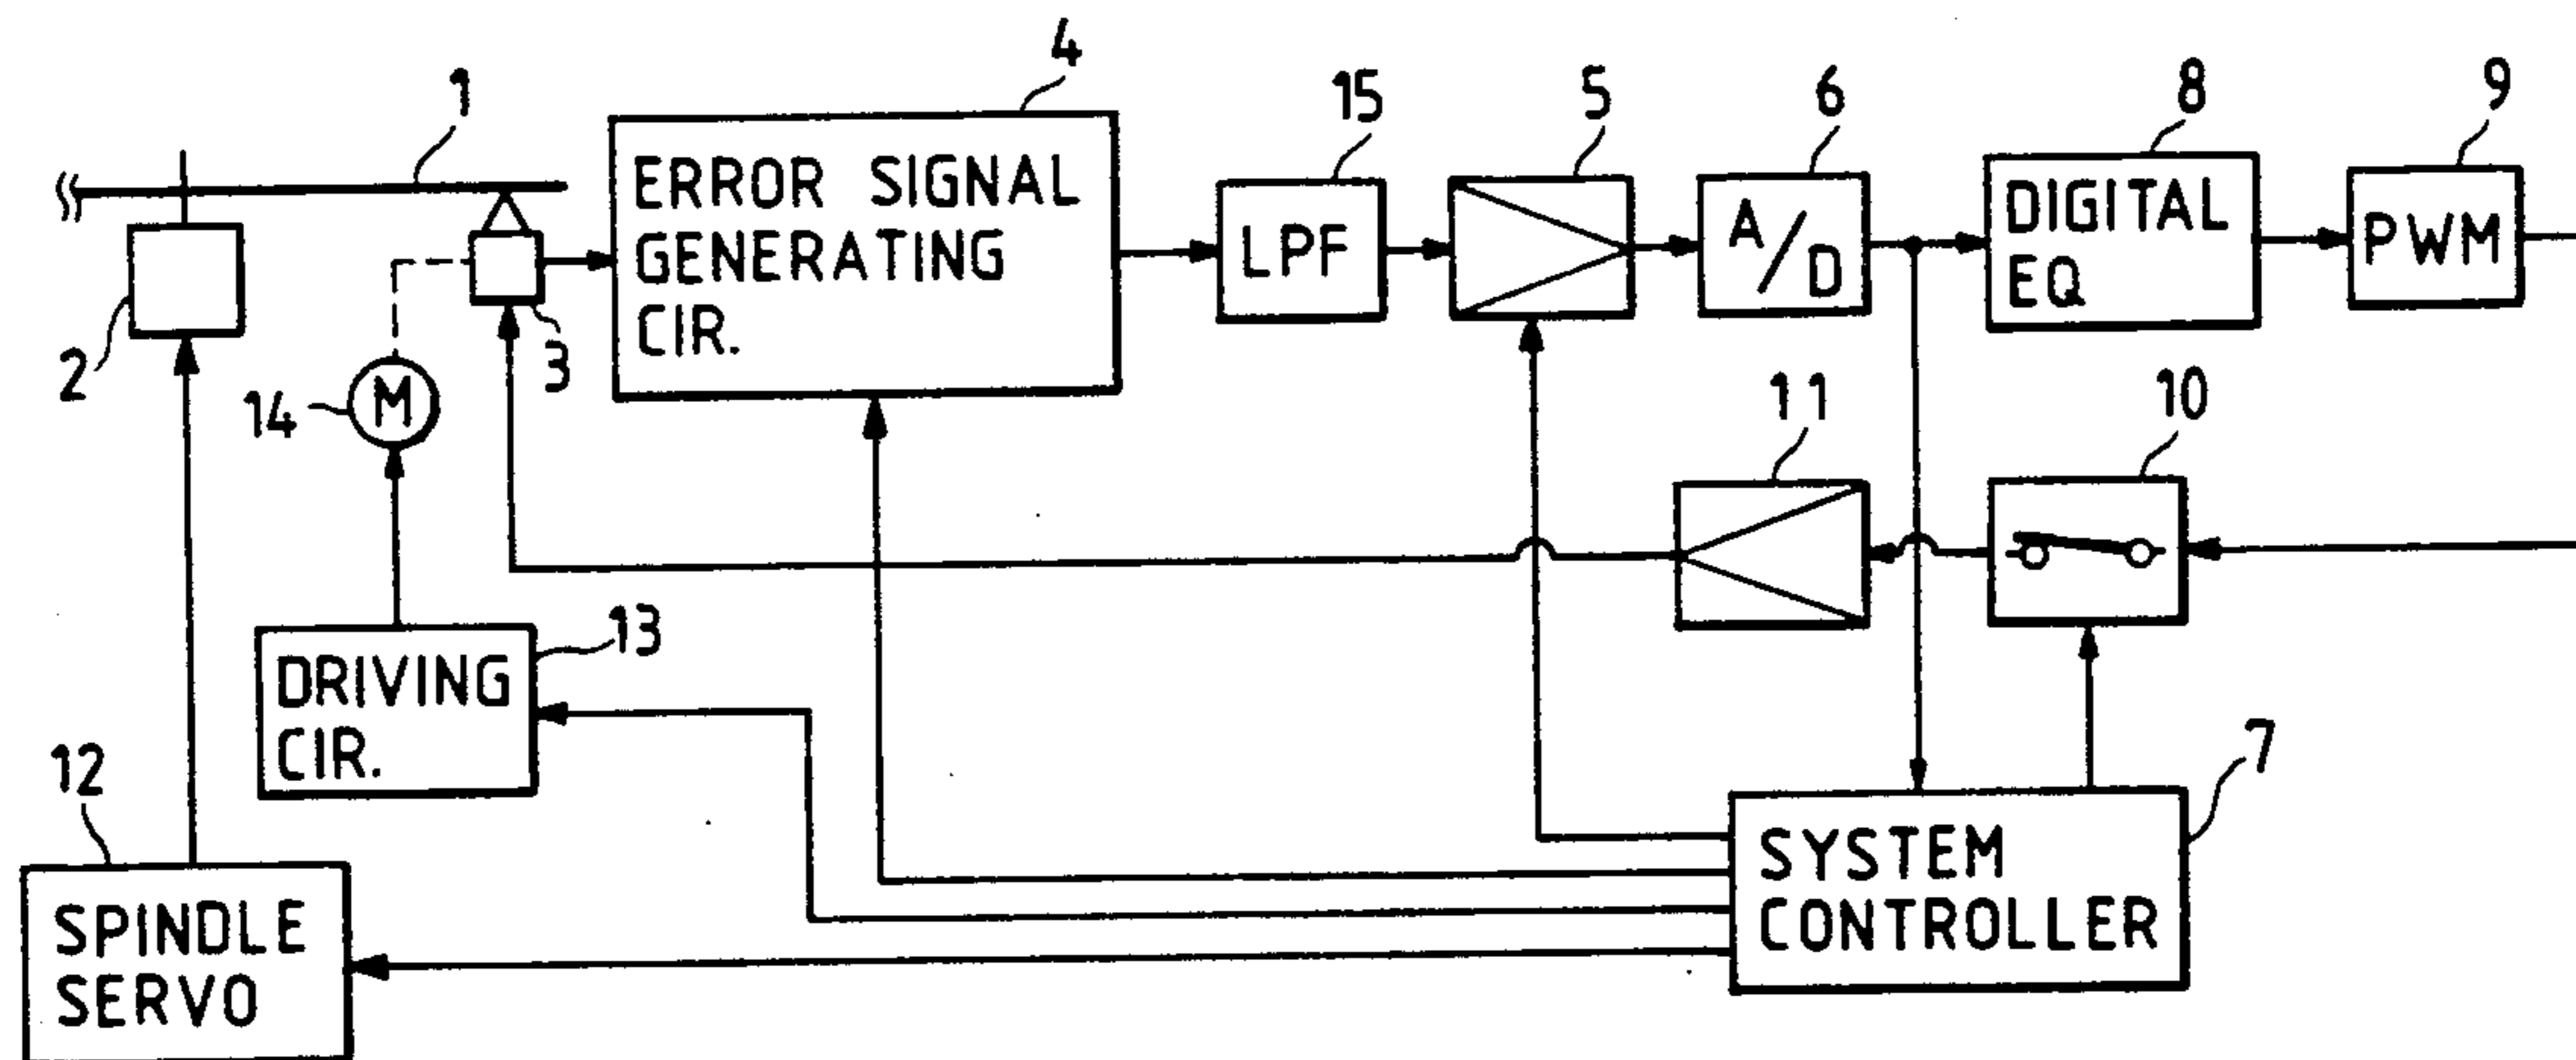 4
1
15
5
6
8
9
ERROR SIGNAL
GENERATING
CIR.
LPF
A/D
DIGITAL
EQ
PWM
2
3
14
M
11
10
13
DRIVING
CIR.
12
7
SPINDLE
SERVO
SYSTEM
CONTROLLER